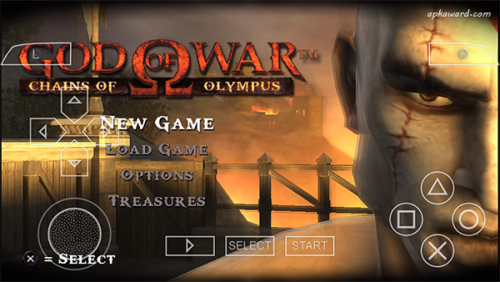 apkaward.com
L
GOD OF WAR™
CHAINS OF OLYMPUS
NEW GAME
LOAD GAME
OPTIONS
TREASURES
SELECT
START
= SELECT